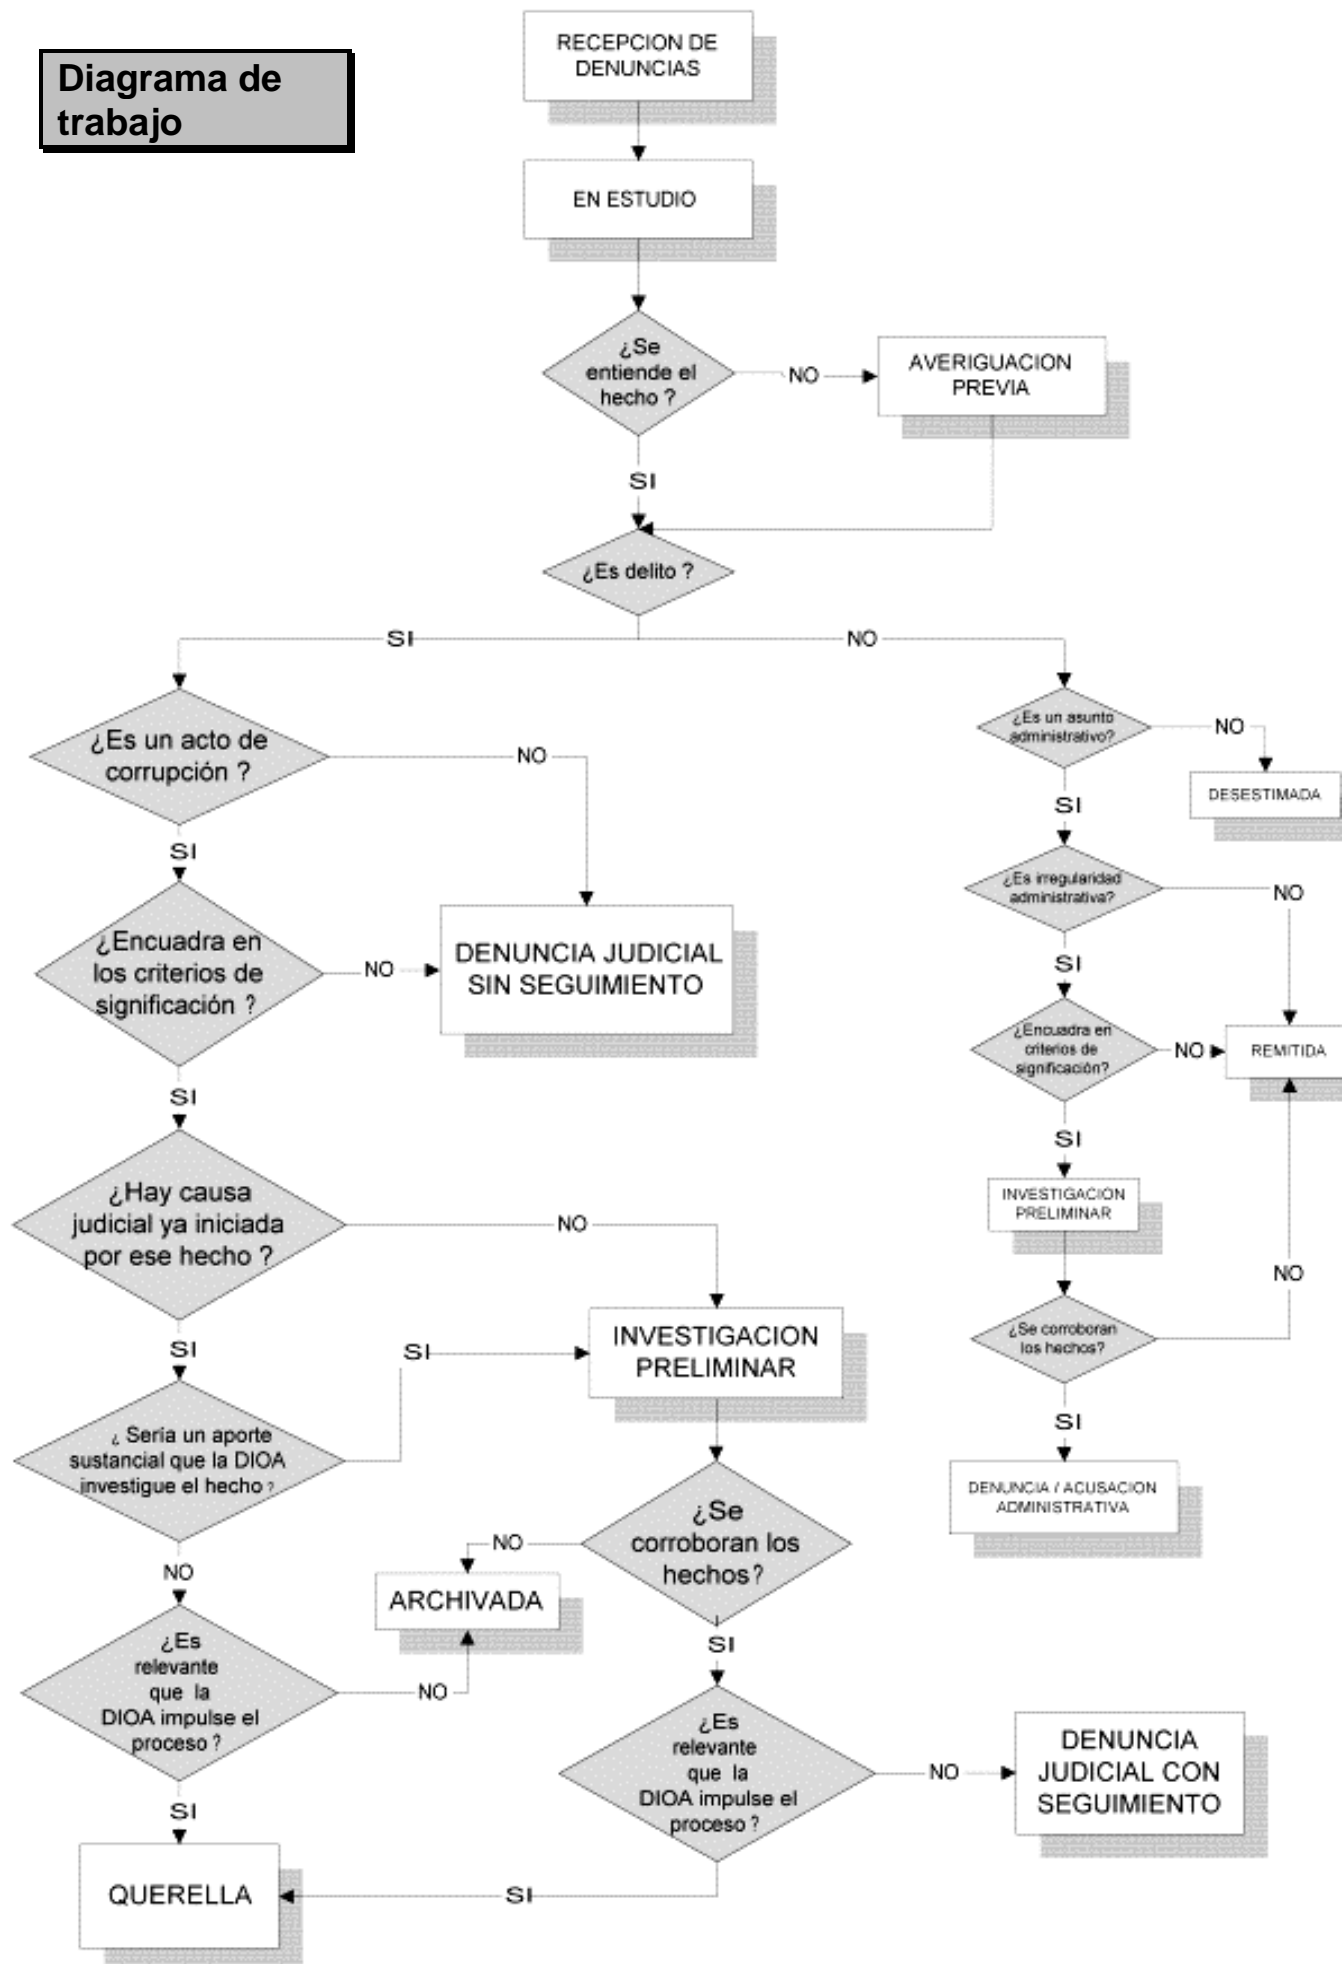 Diagrama de
trabajo
RECEPCION DE
DENUNCIAS
EN ESTUDIO
¿Se
entiende el
hecho ?
NO
AVERIGUACION
PREVIA
SI
¿Es delito ?
SI
NO
¿Es un acto de
corrupción ?
NO
¿Es un asunto
administrativo?
NO
DESESTIMADA
SI
SI
¿Encuadra en
los criterios de
significación ?
NO
DENUNCIA JUDICIAL
SIN SEGUIMIENTO
¿Es irregularidad
administrativa?
NO
SI
¿Encuadra en
criterios de
significación?
NO
REMITIDA
SI
SI
¿Hay causa
judicial ya iniciada
por ese hecho ?
NO
INVESTIGACION
PRELIMINAR
NO
¿Se corroboran
los hechos?
SI
DENUNCIA / ACUSACION
ADMINISTRATIVA
SI
SI
INVESTIGACION
PRELIMINAR
¿ Sería un aporte
sustancial que la DIOA
investigue el hecho ?
¿Se
corroboran los
hechos?
NO
ARCHIVADA
NO
SI
¿Es
relevante
que la
DIOA impulse el
proceso ?
NO
¿Es
relevante
que la
DIOA impulse el
proceso ?
NO
DENUNCIA
JUDICIAL CON
SEGUIMIENTO
SI
QUERELLA
SI